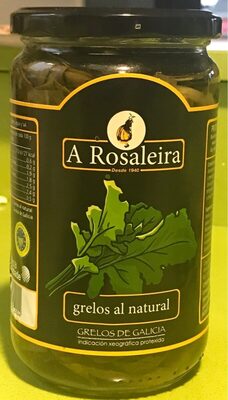 A Rosaleira
Desde 1940
grelos al natural
GRELOS DE GALICIA
indicación xeográfica protexida